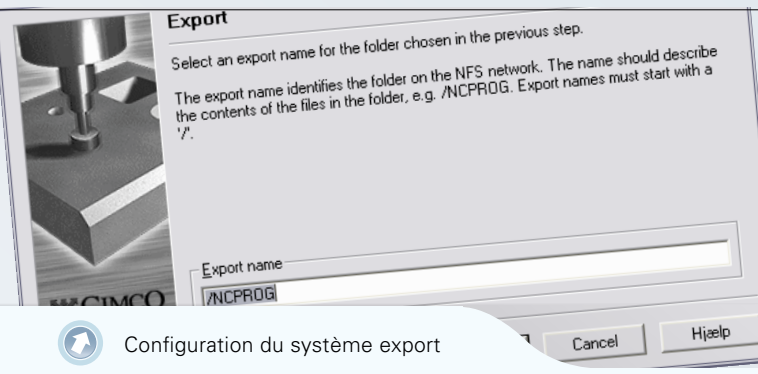 Export
Select an export name for the folder chosen in the previous step.
The export name identifies the folder on the NFS network. The name should describe
the contents of the files in the folder, e.g. /NCPROG. Export names must start with a
'/'.
Export name
/NCPROG
CIMCO
Cancel
Hjælp
Configuration du système export